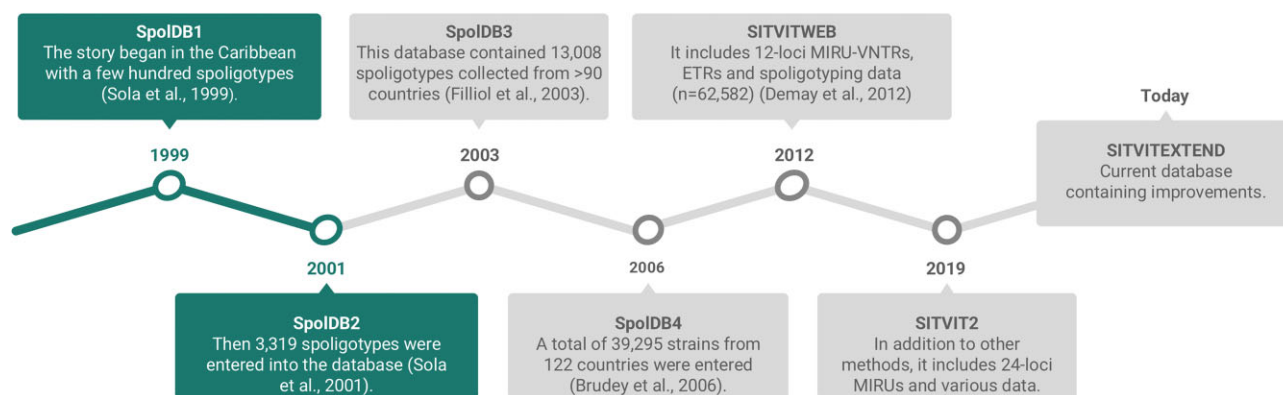 SpolDB1
The story began in the Caribbean
with a few hundred spoligotypes
(Sola et al., 1999).
1999
2001
SpolDB2
Then 3,319 spoligotypes were
entered into the database (Sola
et al., 2001).
SpolDB3
This database contained 13,008
spoligotypes collected from >90
countries (Filliol et al., 2003).
2003
2006
SpolDB4
A total of 39,295 strains from
122 countries were entered
(Brudey et al., 2006).
SITVITWEB
It includes 12-loci MIRU-VNTRs,
ETRs and spoligotyping data
(n=62,582) (Demay et al., 2012)
2012
2019
SITVIT2
In addition to other
methods, it includes 24-loci
MIRUs and various data.
Today
SITVITEXTEND
Current database
containing improvements.